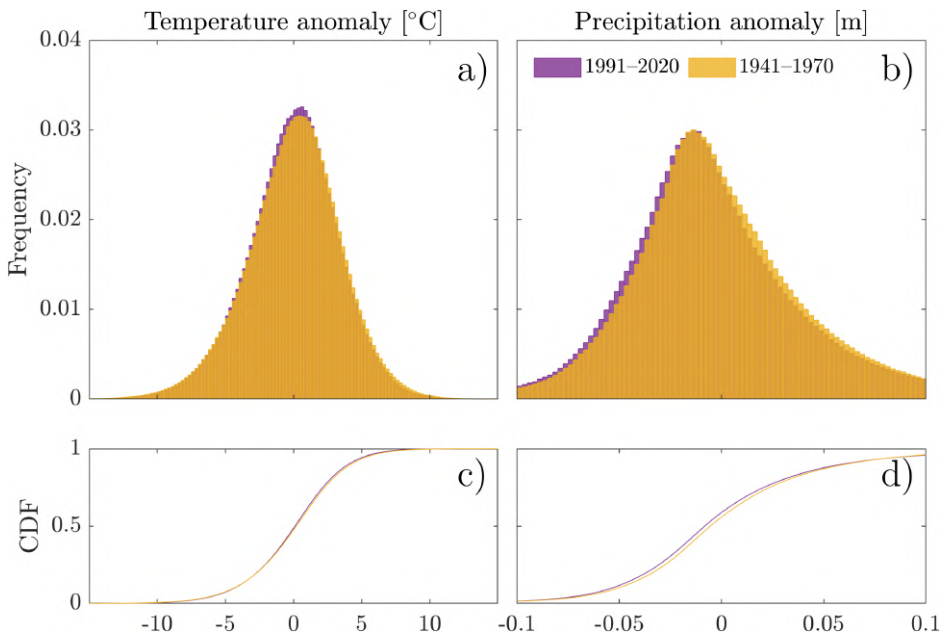 Temperature anomaly [°C]
Precipitation anomaly [m]
0.04
0.03
0.02
0.01
0
Frequency
a)
1991–2020
1941–1970
b)
1
0.5
0
CDF
c)
d)
-10
-5
0
5
10
-0.1
-0.05
0
0.05
0.1